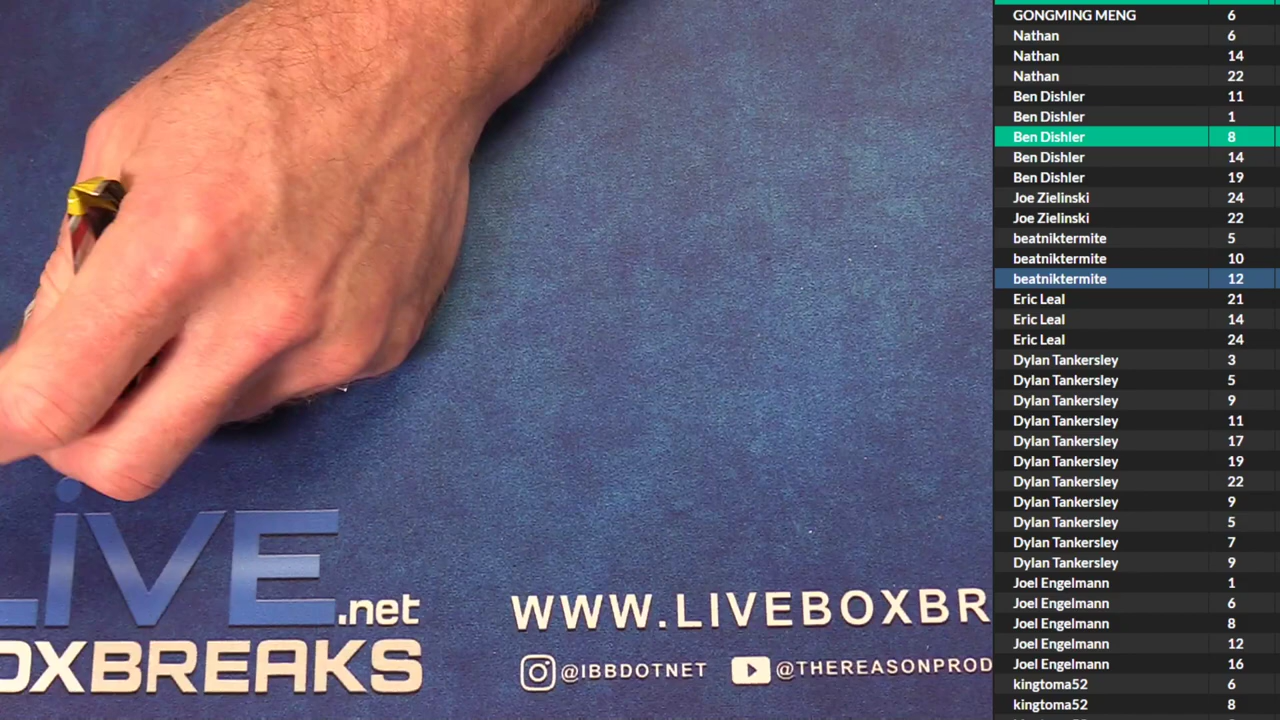 GONGMING MENG 6
Nathan 6
Nathan 14
Nathan 22
Ben Dishler 11
Ben Dishler 1
Ben Dishler 8
Ben Dishler 14
Ben Dishler 19
Joe Zielinski 24
Joe Zielinski 22
beatniktermite 5
beatniktermite 10
beatniktermite 12
Eric Leal 21
Eric Leal 14
Eric Leal 24
Dylan Tankersley 3
Dylan Tankersley 5
Dylan Tankersley 9
Dylan Tankersley 11
Dylan Tankersley 17
Dylan Tankersley 19
Dylan Tankersley 22
Dylan Tankersley 9
Dylan Tankersley 5
Dylan Tankersley 7
Dylan Tankersley 9
Joel Engelmann 1
Joel Engelmann 6
Joel Engelmann 8
Joel Engelmann 12
Joel Engelmann 16
kingtoma52 6
kingtoma52 8
LiVE.net
OXBREAKS
WWW.LIVEBOXBR
@IBBDOTNET @THEREASONPROD